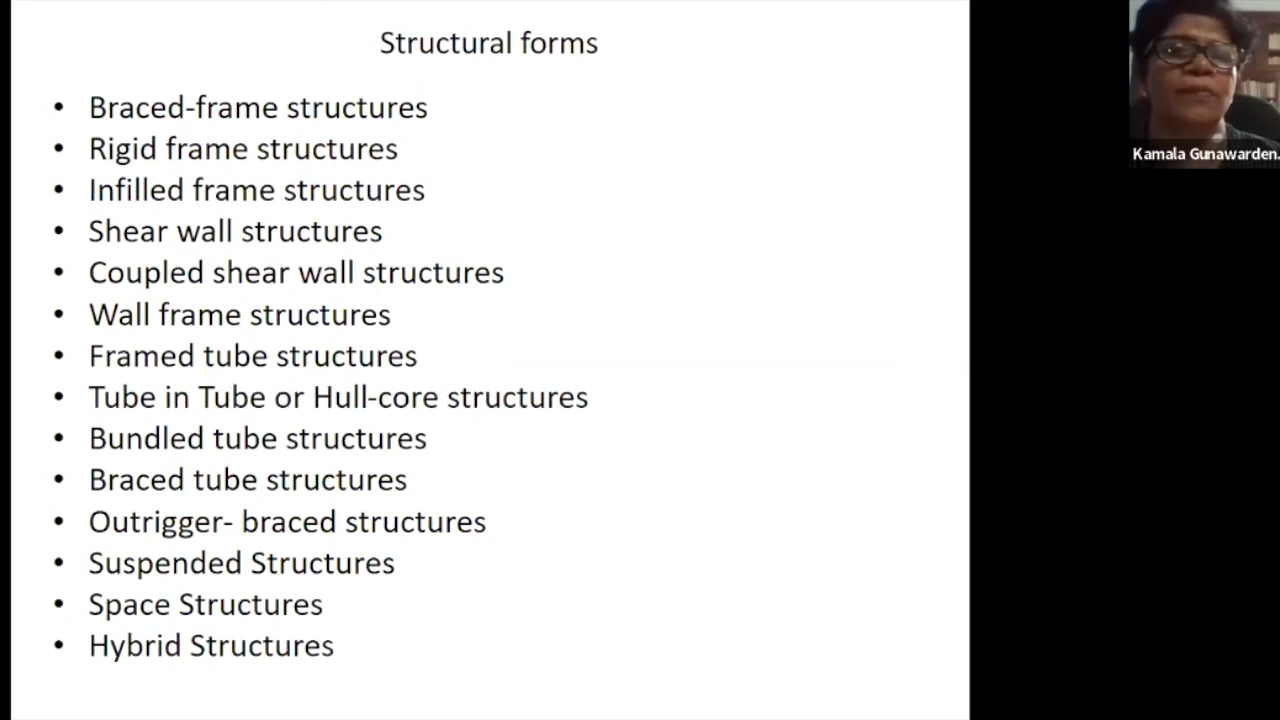 Structural forms
• Braced-frame structures
• Rigid frame structures
• Infilled frame structures
• Shear wall structures
• Coupled shear wall structures
• Wall frame structures
• Framed tube structures
• Tube in Tube or Hull-core structures
• Bundled tube structures
• Braced tube structures
• Outrigger- braced structures
• Suspended Structures
• Space Structures
• Hybrid Structures
Kamala Gunawarden.